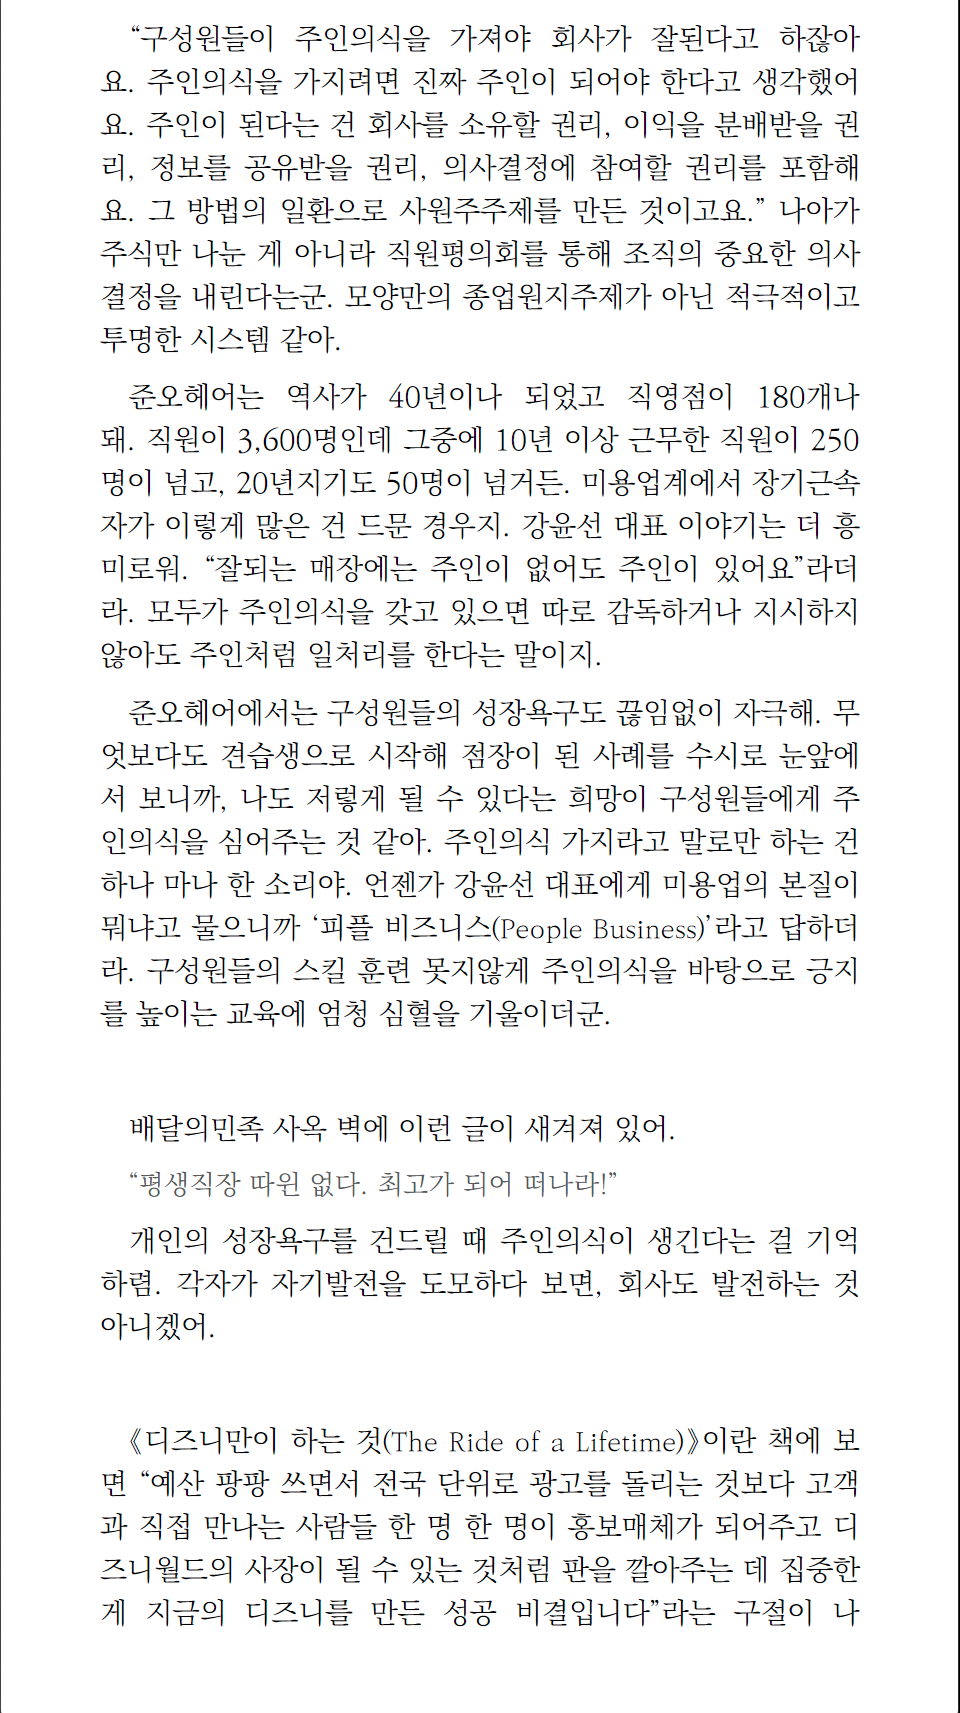 “구성원들이 주인의식을 가져야 회사가 잘된다고 하잖아
요. 주인의식을 가지려면 진짜 주인이 되어야 한다고 생각했어
요. 주인이 된다는 건 회사를 소유할 권리, 이익을 분배받을 권
리, 정보를 공유받을 권리, 의사결정에 참여할 권리를 포함해
요. 그 방법의 일환으로 사원주주제를 만든 것이고요.” 나아가
주식만 나눈 게 아니라 직원평의회를 통해 조직의 중요한 의사
결정을 내린다는군. 모양만의 종업원지주제가 아닌 적극적이고
투명한 시스템 같아.
준오헤어는 역사가 40년이나 되었고 직영점이 180개나
돼. 직원이 3,600명인데 그중에 10년 이상 근무한 직원이 250
명이 넘고, 20년지기도 50명이 넘거든. 미용업계에서 장기근속
자가 이렇게 많은 건 드문 경우지. 강윤선 대표 이야기는 더 흥
미로워. “잘되는 매장에는 주인이 없어도 주인이 있어요”라더
라. 모두가 주인의식을 갖고 있으면 따로 감독하거나 지시하지
않아도 주인처럼 일처리를 한다는 말이지.
준오헤어에서는 구성원들의 성장욕구도 끊임없이 자극해. 무
엇보다도 견습생으로 시작해 점장이 된 사례를 수시로 눈앞에
서 보니까, 나도 저렇게 될 수 있다는 희망이 구성원들에게 주
인의식을 심어주는 것 같아. 주인의식 가지라고 말로만 하는 건
하나 마나 한 소리야. 언젠가 강윤선 대표에게 미용업의 본질이
뭐냐고 물으니까 ‘피플 비즈니스(People Business)’라고 답하더
라. 구성원들의 스킬 훈련 못지않게 주인의식을 바탕으로 긍지
를 높이는 교육에 엄청 심혈을 기울이더군.
배달의민족 사옥 벽에 이런 글이 새겨져 있어.
“평생직장 따윈 없다. 최고가 되어 떠나라!”
개인의 성장욕구를 건드릴 때 주인의식이 생긴다는 걸 기억
하렴. 각자가 자기발전을 도모하다 보면, 회사도 발전하는 것
아니겠어.
《디즈니만이 하는 것(The Ride of a Lifetime)》이란 책에 보
면 “예산 팡팡 쓰면서 전국 단위로 광고를 돌리는 것보다 고객
과 직접 만나는 사람들 한 명 한 명이 홍보매체가 되어주고 디
즈니월드의 사장이 될 수 있는 것처럼 판을 깔아주는 데 집중한
게 지금의 디즈니를 만든 성공 비결입니다”라는 구절이 나